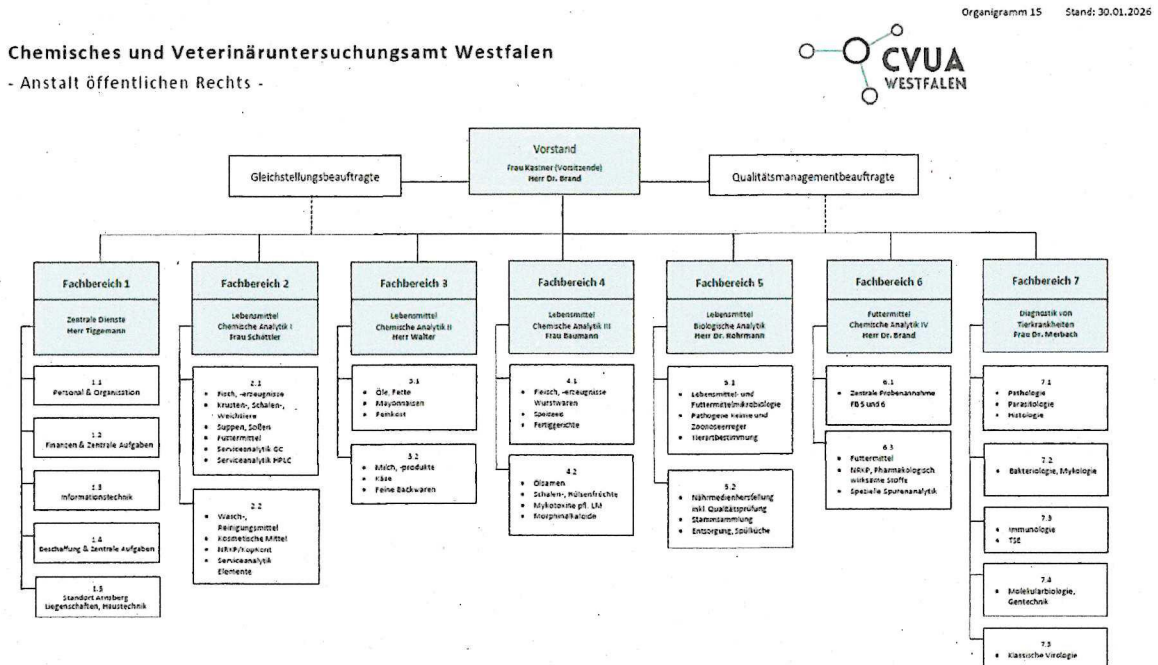 Organigramm 15 Stand: 30.01.2026
Chemisches und Veterinäruntersuchungsamt Westfalen
- Anstalt öffentlichen Rechts -
CVUA
WESTFALEN
Vorstand
Frau Kastner (Vorsitzende)
Herr Dr. Brand
Gleichstellungsbeauftragte
Qualitätsmanagementbeauftragte
Fachbereich 1
Zentrale Dienste
Herr Tiggemann
1.1
Personal & Organisation
1.2
Finanzen & Zentrale Aufgaben
1.3
Informationstechnik
1.4
Beschaffung & Zentrale Aufgaben
1.5
Standort Arnsberg
Liegenschaften, Haustechnik
Fachbereich 2
Lebensmittel
Chemische Analytik I
Frau Schättler
2.1
• Fisch, -erzeugnisse
• Krusten-, Schalen-,
Weichtiere
• Suppen, Soßen
• Futtermittel
• Serviceanalytik GC
• Serviceanalytik HPLC
2.2
• Wasch-,
Reinigungsmittel
• Kosmetische Mittel
• NRKP/KopKont
• Serviceanalytik
Elemente
Fachbereich 3
Lebensmittel
Chemische Analytik II
Herr Walter
3.1
• Öle, Fette
• Mayonnaisen
• Feinkost
3.2
• Milch, -produkte
• Käse
• Feine Backwaren
Fachbereich 4
Lebensmittel
Chemische Analytik III
Frau Baumann
4.1
• Fleisch, -erzeugnisse
Wurstwaren
• Speiseeis
• Fertiggerichte
4.2
• Ölsamen
• Schalen-, Hülsenfrüchte
• Mykotoxine pfl. LM
• Morphinalkaloide
Fachbereich 5
Lebensmittel
Biologische Analytik
Herr Dr. Rohrmann
5.1
• Lebensmittel- und
Futtermittelmikrobiologie
• Pathogene Keime und
Zoonoseerreger
• Tierartbestimmung
5.2
• Nährmedienherstellung
inkl. Qualitätsprüfung
• Stammsammlung
• Entsorgung, Spülküche
Fachbereich 6
Futtermittel
Chemische Analytik IV
Herr Dr. Brand
6.1
• Zentrale Probenannahme
FB 5 und 6
6.3
• Futtermittel
• NRKP, Pharmakologisch
wirksame Stoffe
• Spezielle Spurenanalytik
Fachbereich 7
Diagnostik von
Tierkrankheiten
Frau Dr. Merbach
7.1
• Pathologie
• Parasitologie
• Histologie
7.2
• Bakteriologie, Mykologie
7.3
• Immunologie
• TSE
7.4
• Molekularbiologie,
Gentechnik
7.5
• Klassische Virologie